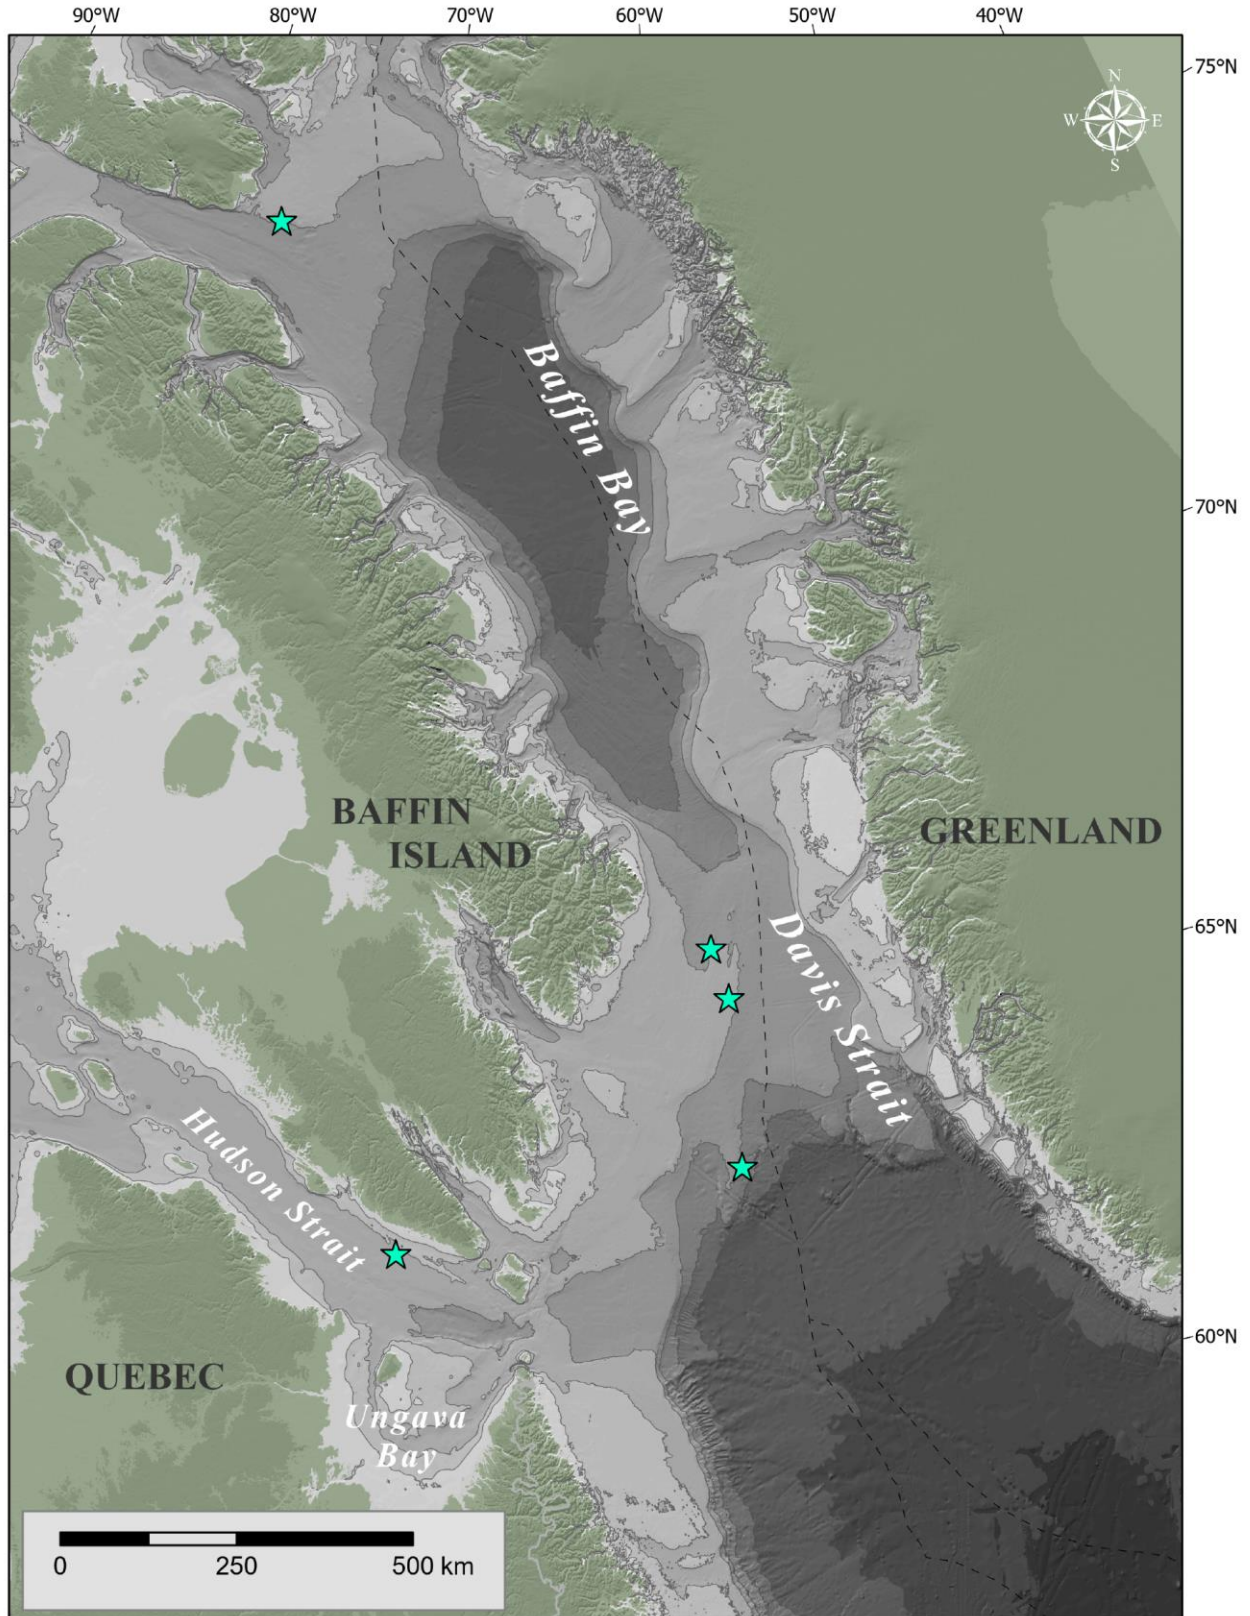 90°W 80°W 70°W 60°W 50°W 40°W
75°N
N
W E
S
Baffin Bay
70°N
BAFFIN
ISLAND
GREENLAND
65°N
Davis Strait
Hudson Strait
60°N
QUEBEC
Ungava
Bay
0 250 500 km